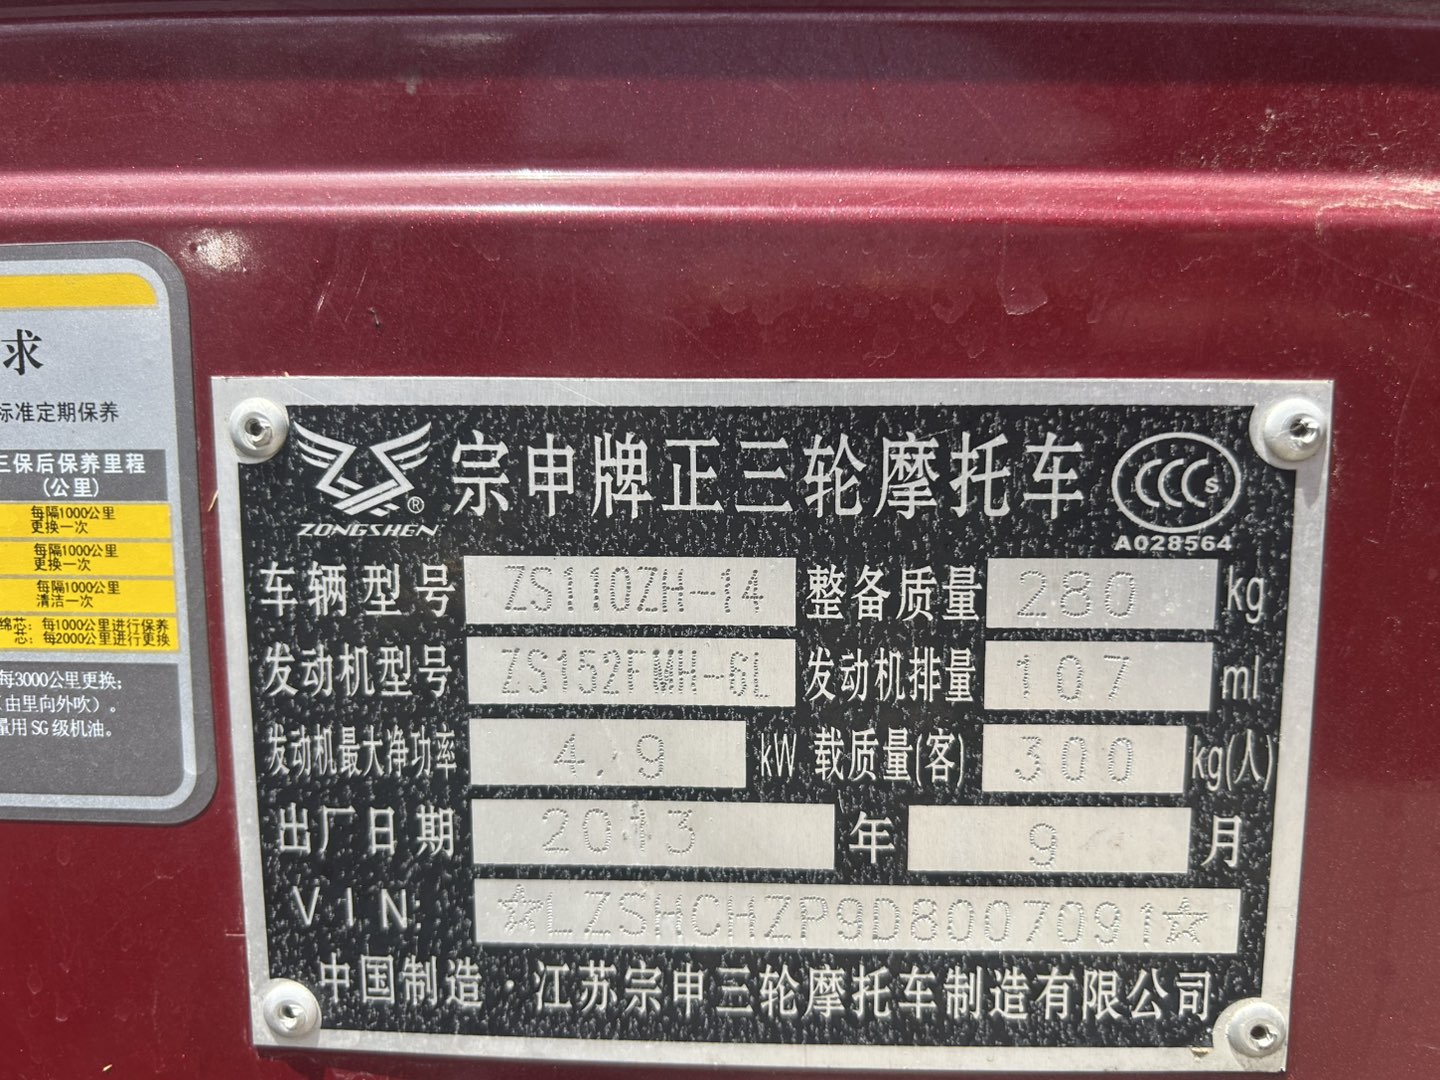 求
标准定期保养
三保后保养里程
(公里)
每隔1000公里
更换一次
每隔1000公里
更换一次
每隔1000公里
清洁一次
绵芯：每1000公里进行保养
芯：每2000公里进行更换
每3000公里更换；
由里向外吹）。
量用 SG 级机油。
ZONGSHEN ® 宗申牌正三轮摩托车 CCC S
A028564
车辆型号 ZS110ZH-14 整备质量 280 kg
发动机型号 ZS152FMH-6L 发动机排量 107 ml
发动机最大净功率 4.9 kW 载质量(客) 300 kg(人)
出厂日期 2013 年 9 月
VIN: ☆LZSHCHZP9D8007091☆
中国制造·江苏宗申三轮摩托车制造有限公司